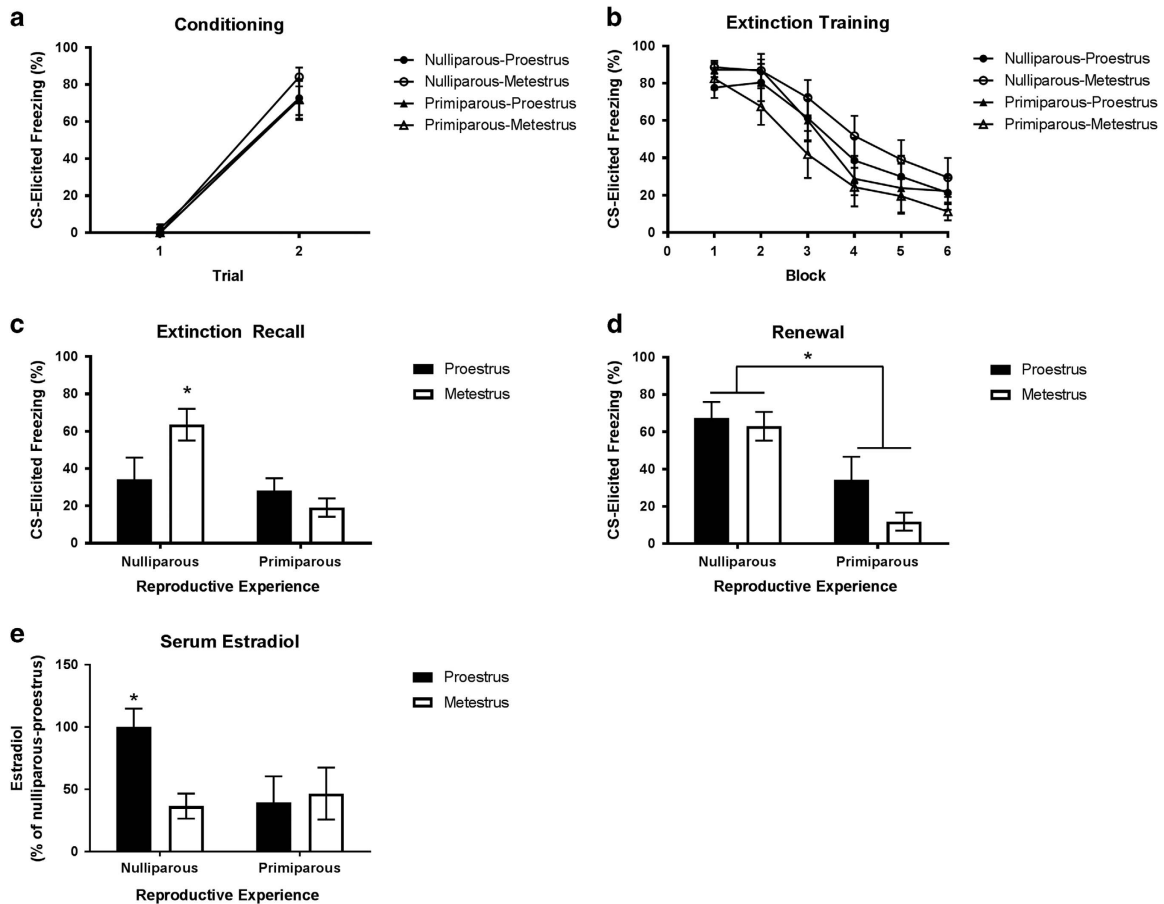 a
Conditioning
CS-Elicited Freezing (%)
100
80
60
40
20
0
1
2
Trial
Nulliparous-Proestrus
Nulliparous-Metestrus
Primiparous-Proestrus
Primiparous-Metestrus
b
Extinction Training
CS-Elicited Freezing (%)
100
80
60
40
20
0
0
1
2
3
4
5
6
Block
Nulliparous-Proestrus
Nulliparous-Metestrus
Primiparous-Proestrus
Primiparous-Metestrus
c
Extinction Recall
CS-Elicited Freezing (%)
100
80
60
40
20
0
*
Nulliparous
Primiparous
Reproductive Experience
Proestrus
Metestrus
d
Renewal
CS-Elicited Freezing (%)
100
80
60
40
20
0
*
Nulliparous
Primiparous
Reproductive Experience
Proestrus
Metestrus
e
Serum Estradiol
Estradiol
(% of nulliparous-proestrus)
150
100
50
0
*
Nulliparous
Primiparous
Reproductive Experience
Proestrus
Metestrus